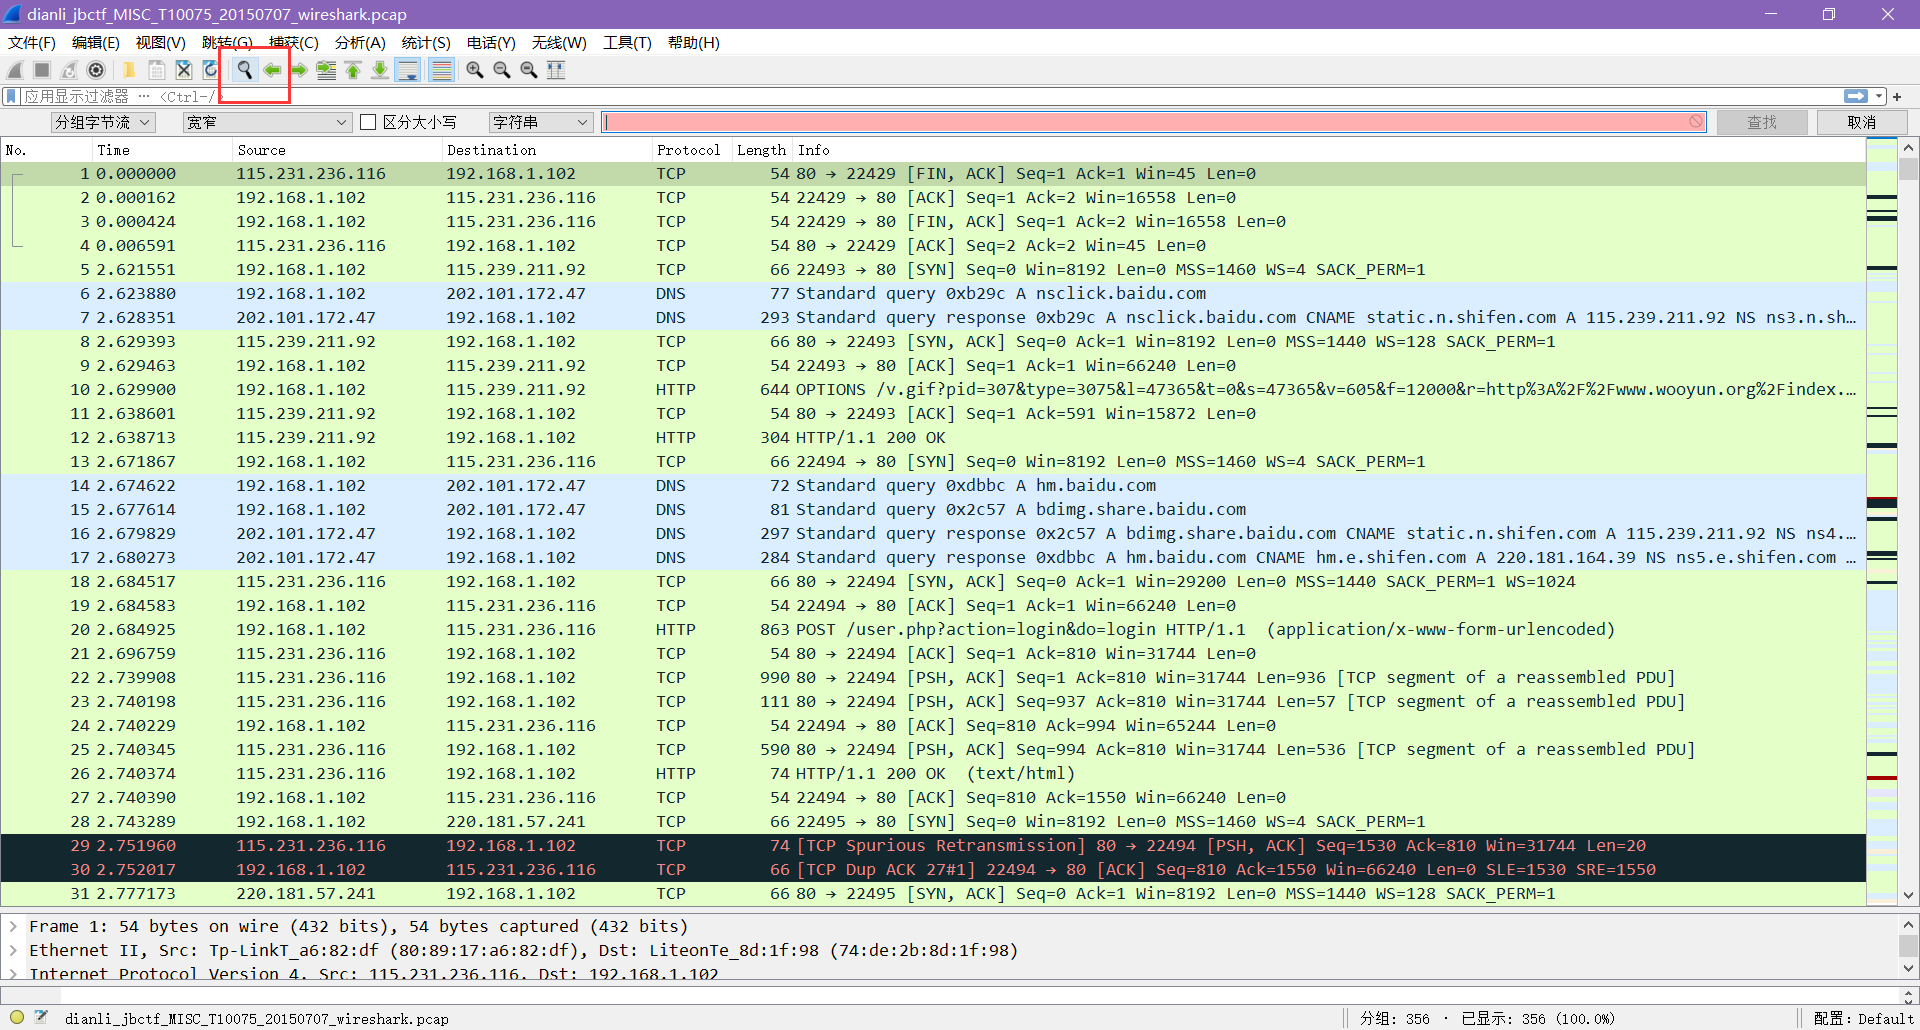 dianli_jbctf_MISC_T10075_20150707_wireshark.pcap
文件(F) 编辑(E) 视图(V) 跳转(G) 捕获(C) 分析(A) 统计(S) 电话(Y) 无线(W) 工具(T) 帮助(H)
应用显示过滤器 … <Ctrl-/>
分组字节流 宽窄 区分大小写 字符串 查找 取消
No. Time Source Destination Protocol Length Info
1 0.000000 115.231.236.116 192.168.1.102 TCP 54 80 → 22429 [FIN, ACK] Seq=1 Ack=1 Win=45 Len=0
2 0.000162 192.168.1.102 115.231.236.116 TCP 54 22429 → 80 [ACK] Seq=1 Ack=2 Win=16558 Len=0
3 0.000424 192.168.1.102 115.231.236.116 TCP 54 22429 → 80 [FIN, ACK] Seq=1 Ack=2 Win=16558 Len=0
4 0.006591 115.231.236.116 192.168.1.102 TCP 54 80 → 22429 [ACK] Seq=2 Ack=2 Win=45 Len=0
5 2.621551 192.168.1.102 115.239.211.92 TCP 66 22493 → 80 [SYN] Seq=0 Win=8192 Len=0 MSS=1460 WS=4 SACK_PERM=1
6 2.623880 192.168.1.102 202.101.172.47 DNS 77 Standard query 0xb29c A nsclick.baidu.com
7 2.628351 202.101.172.47 192.168.1.102 DNS 293 Standard query response 0xb29c A nsclick.baidu.com CNAME static.n.shifen.com A 115.239.211.92 NS ns3.n.sh…
8 2.629393 115.239.211.92 192.168.1.102 TCP 66 80 → 22493 [SYN, ACK] Seq=0 Ack=1 Win=8192 Len=0 MSS=1440 WS=128 SACK_PERM=1
9 2.629463 192.168.1.102 115.239.211.92 TCP 54 22493 → 80 [ACK] Seq=1 Ack=1 Win=66240 Len=0
10 2.629900 192.168.1.102 115.239.211.92 HTTP 644 OPTIONS /v.gif?pid=307&type=3075&l=47365&t=0&s=47365&v=605&f=12000&r=http%3A%2F%2Fwww.wooyun.org%2Findex.…
11 2.638601 115.239.211.92 192.168.1.102 TCP 54 80 → 22493 [ACK] Seq=1 Ack=591 Win=15872 Len=0
12 2.638713 115.239.211.92 192.168.1.102 HTTP 304 HTTP/1.1 200 OK
13 2.671867 192.168.1.102 115.231.236.116 TCP 66 22494 → 80 [SYN] Seq=0 Win=8192 Len=0 MSS=1460 WS=4 SACK_PERM=1
14 2.674622 192.168.1.102 202.101.172.47 DNS 72 Standard query 0xdbbc A hm.baidu.com
15 2.677614 192.168.1.102 202.101.172.47 DNS 81 Standard query 0x2c57 A bdimg.share.baidu.com
16 2.679829 202.101.172.47 192.168.1.102 DNS 297 Standard query response 0x2c57 A bdimg.share.baidu.com CNAME static.n.shifen.com A 115.239.211.92 NS ns4.…
17 2.680273 202.101.172.47 192.168.1.102 DNS 284 Standard query response 0xdbbc A hm.baidu.com CNAME hm.e.shifen.com A 220.181.164.39 NS ns5.e.shifen.com …
18 2.684517 115.231.236.116 192.168.1.102 TCP 66 80 → 22494 [SYN, ACK] Seq=0 Ack=1 Win=29200 Len=0 MSS=1440 SACK_PERM=1 WS=1024
19 2.684583 192.168.1.102 115.231.236.116 TCP 54 22494 → 80 [ACK] Seq=1 Ack=1 Win=66240 Len=0
20 2.684925 192.168.1.102 115.231.236.116 HTTP 863 POST /user.php?action=login&do=login HTTP/1.1 (application/x-www-form-urlencoded)
21 2.696759 115.231.236.116 192.168.1.102 TCP 54 80 → 22494 [ACK] Seq=1 Ack=810 Win=31744 Len=0
22 2.739908 115.231.236.116 192.168.1.102 TCP 990 80 → 22494 [PSH, ACK] Seq=1 Ack=810 Win=31744 Len=936 [TCP segment of a reassembled PDU]
23 2.740198 115.231.236.116 192.168.1.102 TCP 111 80 → 22494 [PSH, ACK] Seq=937 Ack=810 Win=31744 Len=57 [TCP segment of a reassembled PDU]
24 2.740229 192.168.1.102 115.231.236.116 TCP 54 22494 → 80 [ACK] Seq=810 Ack=994 Win=65244 Len=0
25 2.740345 115.231.236.116 192.168.1.102 TCP 590 80 → 22494 [PSH, ACK] Seq=994 Ack=810 Win=31744 Len=536 [TCP segment of a reassembled PDU]
26 2.740374 115.231.236.116 192.168.1.102 HTTP 74 HTTP/1.1 200 OK (text/html)
27 2.740390 192.168.1.102 115.231.236.116 TCP 54 22494 → 80 [ACK] Seq=810 Ack=1550 Win=66240 Len=0
28 2.743289 192.168.1.102 220.181.57.241 TCP 66 22495 → 80 [SYN] Seq=0 Win=8192 Len=0 MSS=1460 WS=4 SACK_PERM=1
29 2.751960 115.231.236.116 192.168.1.102 TCP 74 [TCP Spurious Retransmission] 80 → 22494 [PSH, ACK] Seq=1530 Ack=810 Win=31744 Len=20
30 2.752017 192.168.1.102 115.231.236.116 TCP 66 [TCP Dup ACK 27#1] 22494 → 80 [ACK] Seq=810 Ack=1550 Win=66240 Len=0 SLE=1530 SRE=1550
31 2.777173 220.181.57.241 192.168.1.102 TCP 66 80 → 22495 [SYN, ACK] Seq=0 Ack=1 Win=8192 Len=0 MSS=1440 WS=128 SACK_PERM=1
Frame 1: 54 bytes on wire (432 bits), 54 bytes captured (432 bits)
Ethernet II, Src: Tp-LinkT_a6:82:df (80:89:17:a6:82:df), Dst: LiteonTe_8d:1f:98 (74:de:2b:8d:1f:98)
Internet Protocol Version 4, Src: 115.231.236.116, Dst: 192.168.1.102
dianli_jbctf_MISC_T10075_20150707_wireshark.pcap 分组: 356 · 已显示: 356 (100.0%) 配置: Default